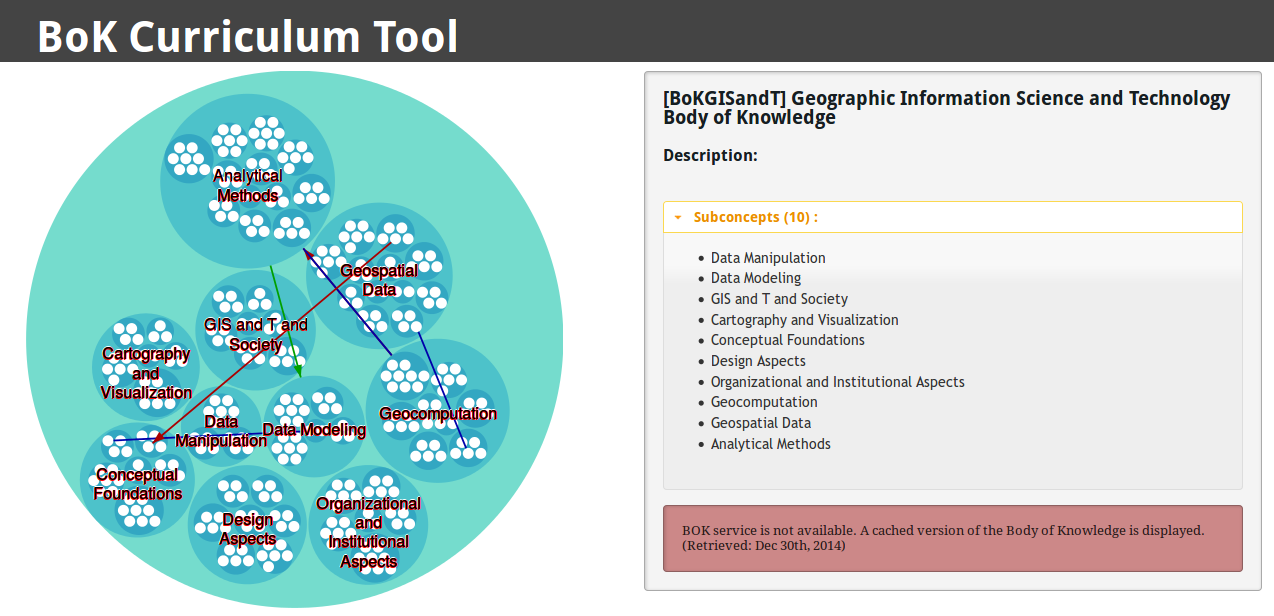 BoK Curriculum Tool
Analytical
Methods
Geospatial
Data
GIS and T and
Society
Cartography
and
Visualization
Data
Manipulation
Data Modeling
Geocomputation
Conceptual
Foundations
Design
Aspects
Organizational
and
Institutional
Aspects
[BoKGISandT] Geographic Information Science and Technology
Body of Knowledge
Description:
Subconcepts (10) :
Data Manipulation
Data Modeling
GIS and T and Society
Cartography and Visualization
Conceptual Foundations
Design Aspects
Organizational and Institutional Aspects
Geocomputation
Geospatial Data
Analytical Methods
BOK service is not available. A cached version of the Body of Knowledge is displayed.
(Retrieved: Dec 30th, 2014)